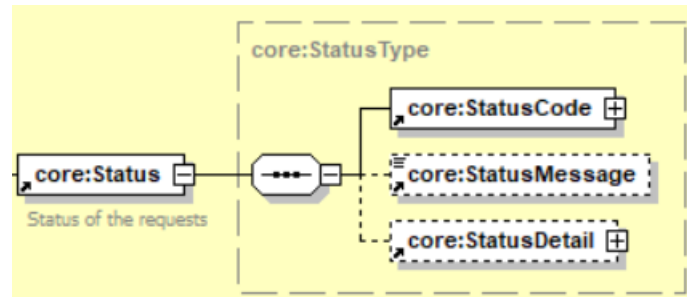 core:StatusType
core:StatusCode
core:Status
core:StatusMessage
Status of the requests
core:StatusDetail